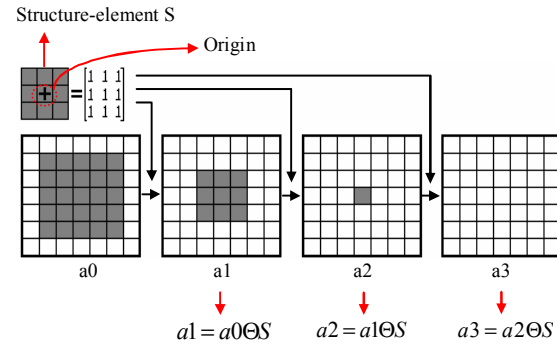 Structure-element S
Origin
+ = [1 1 1
1 1 1
1 1 1]
a0 a1 a2 a3
a1 = a0ΘS a2 = a1ΘS a3 = a2ΘS